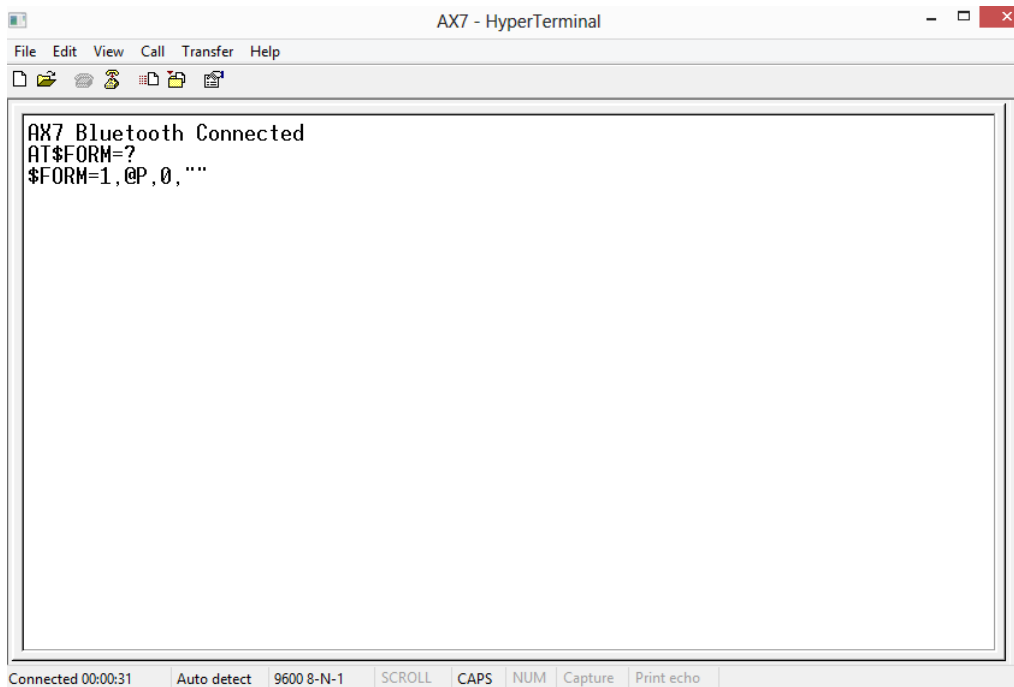 AX7 - HyperTerminal
File Edit View Call Transfer Help
AX7 Bluetooth Connected
AT$FORM=?
$FORM=1,@P,0,""
Connected 00:00:31 Auto detect 9600 8-N-1 SCROLL CAPS NUM Capture Print echo